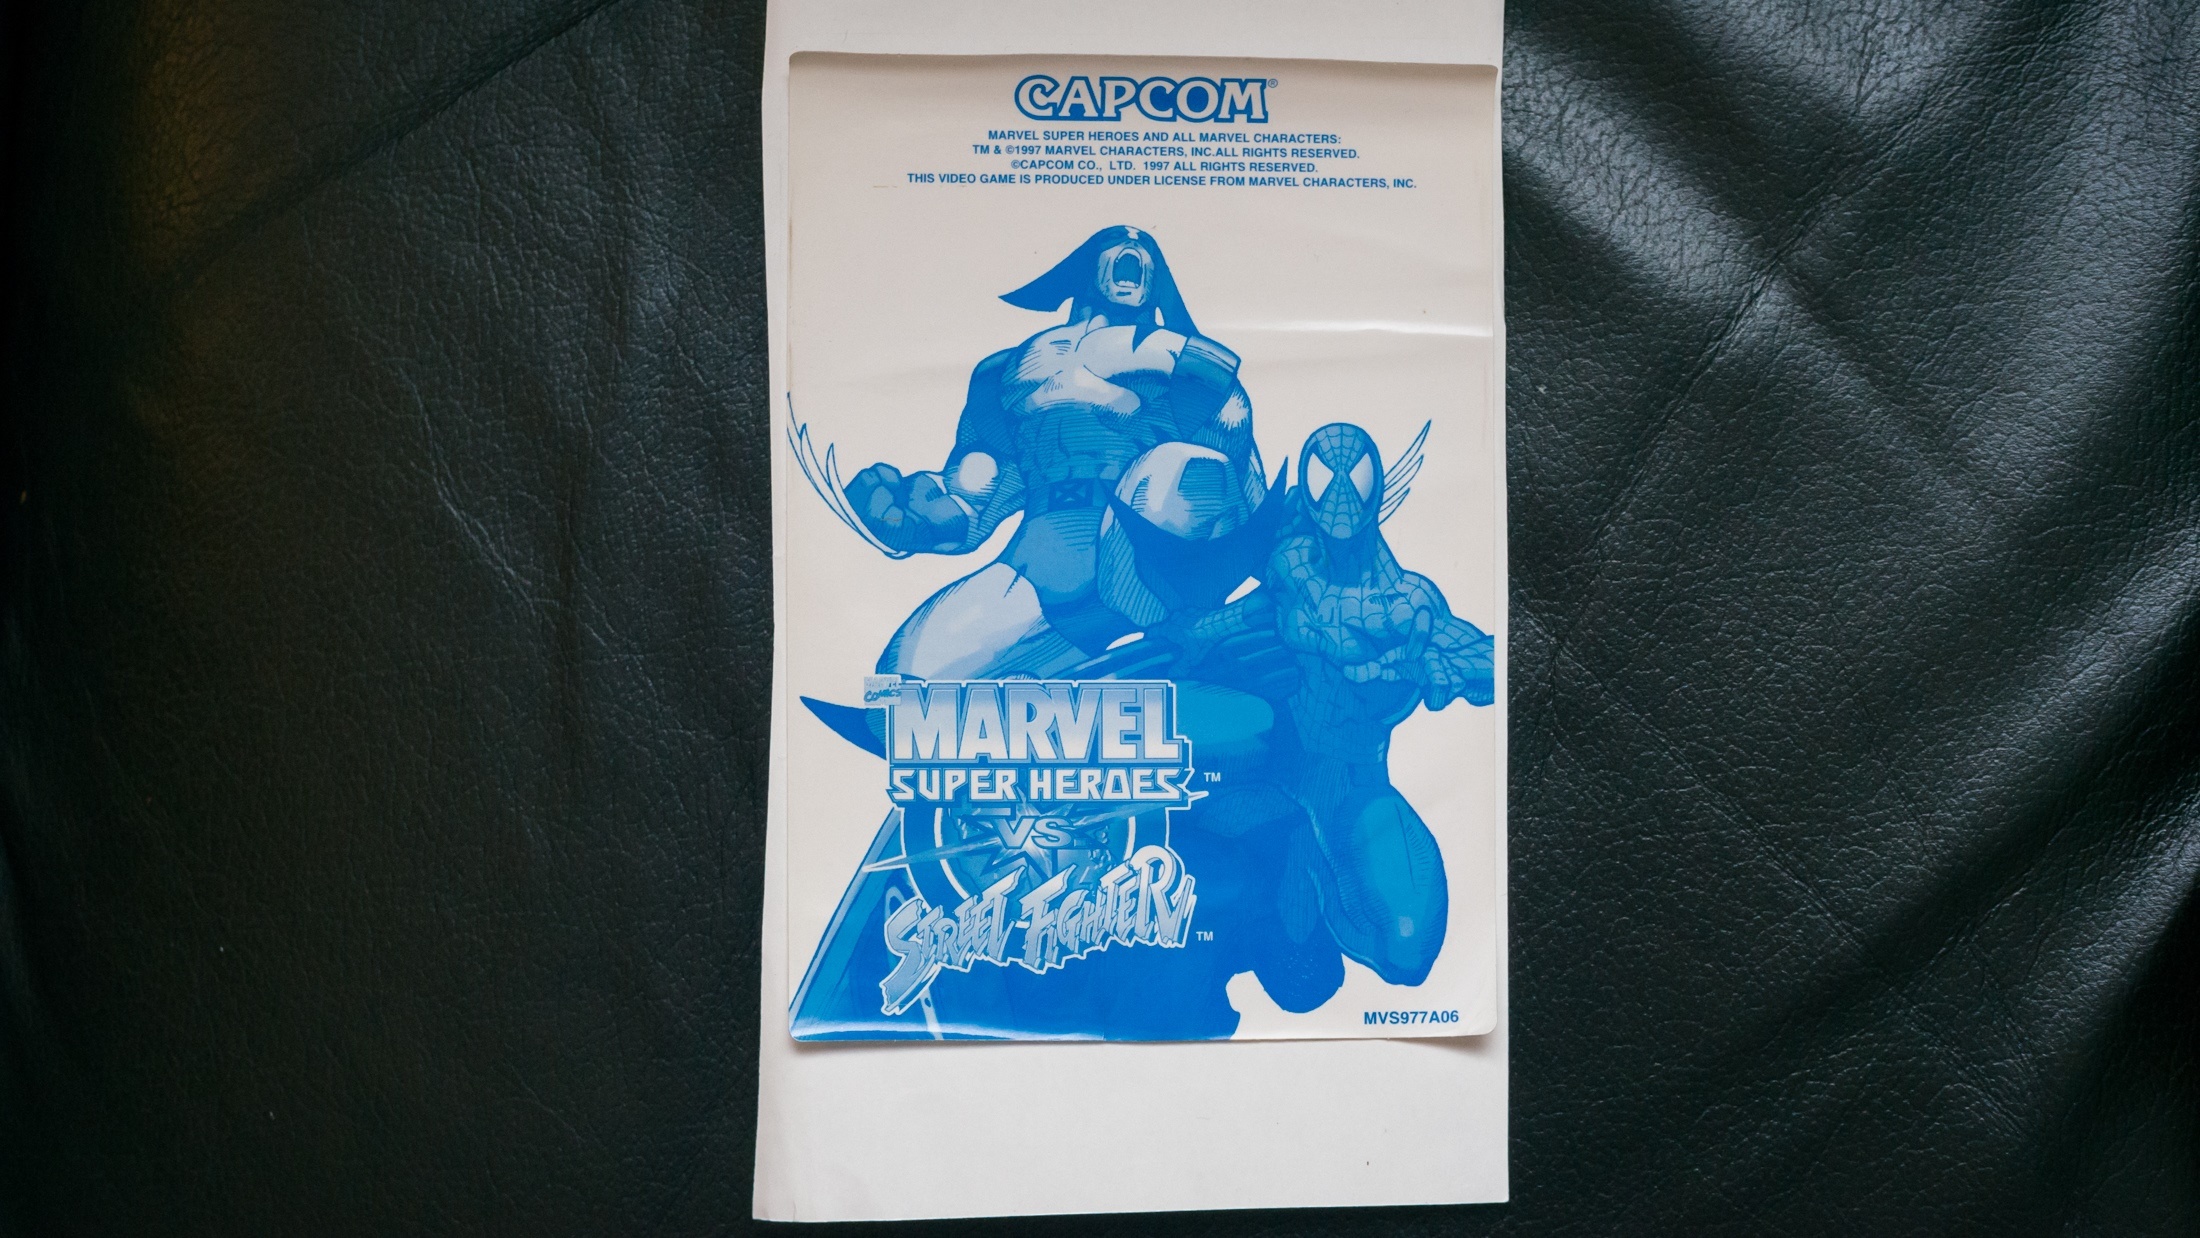 CAPCOM®
MARVEL SUPER HEROES AND ALL MARVEL CHARACTERS:
TM & ©1997 MARVEL CHARACTERS, INC.ALL RIGHTS RESERVED.
©CAPCOM CO., LTD. 1997 ALL RIGHTS RESERVED.
THIS VIDEO GAME IS PRODUCED UNDER LICENSE FROM MARVEL CHARACTERS, INC.
MARVEL COMICS
MARVEL
SUPER HEROES™
VS
STREET FIGHTER™
MVS977A06